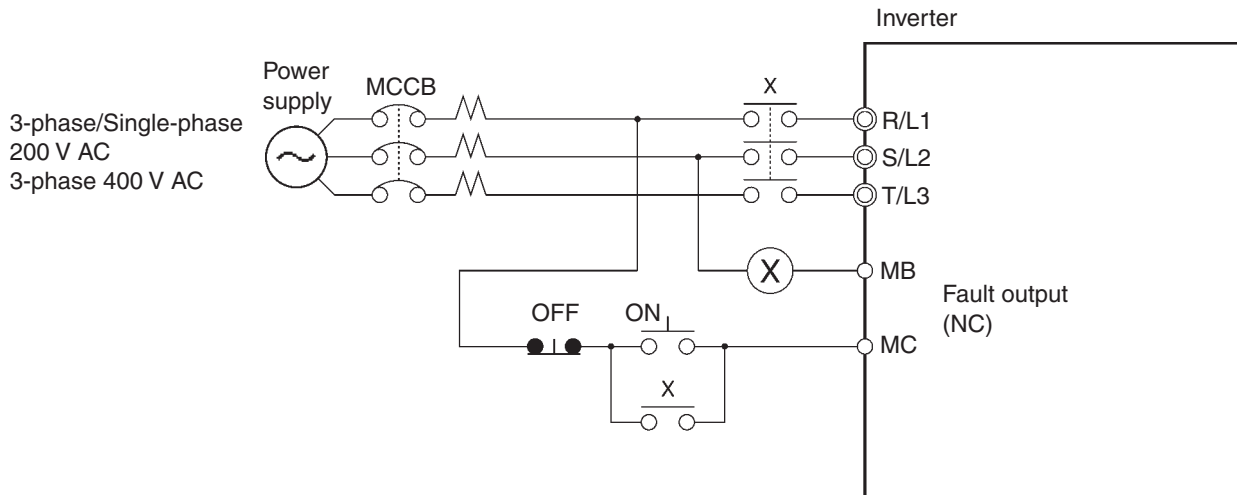 Inverter
Power
supply
MCCB
X
3-phase/Single-phase
200 V AC
3-phase 400 V AC
R/L1
S/L2
T/L3
X
MB
Fault output
(NC)
OFF
ON
MC
X